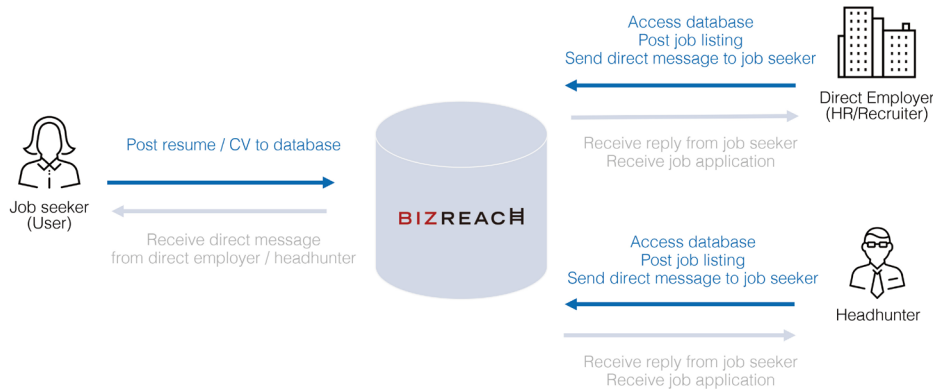 Access database
Post job listing
Send direct message to job seeker
Direct Employer
(HR/Recruiter)
Receive reply from job seeker
Receive job application
Post resume / CV to database
Job seeker
(User)
Receive direct message
from direct employer / headhunter
BIZREACH
Access database
Post job listing
Send direct message to job seeker
Headhunter
Receive reply from job seeker
Receive job application